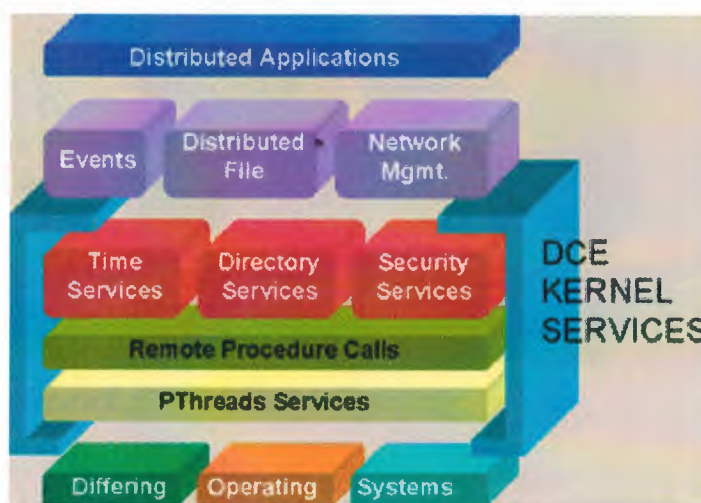 Distributed Applications
Events
Distributed
File
Network
Mgmt.
Time
Services
Directory
Services
Security
Services
DCE
KERNEL
SERVICES
Remote Procedure Calls
PThreads Services
Differing
Operating
Systems